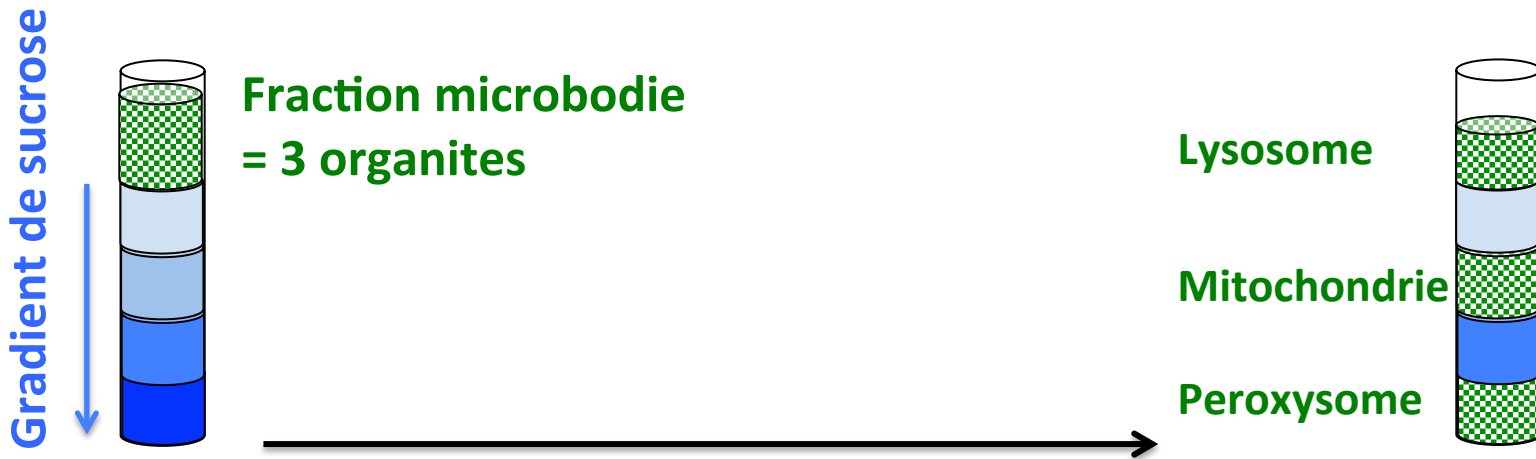 Gradient de sucrose
Fraction microbodie
= 3 organites
Lysosome
Mitochondrie
Peroxysome